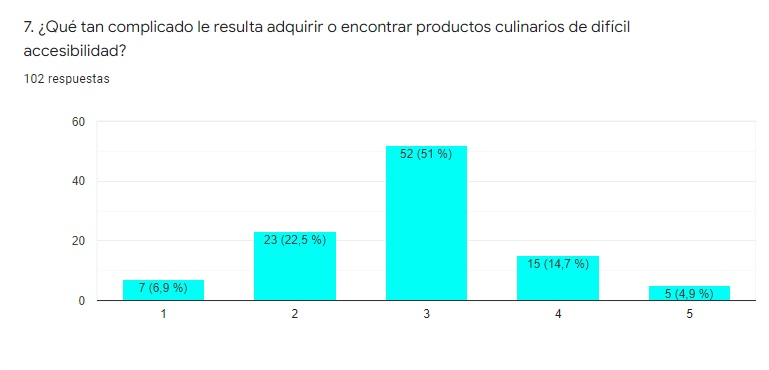 7. ¿Qué tan complicado le resulta adquirir o encontrar productos culinarios de difícil
accesibilidad?
102 respuestas
60
40
20
0
52 (51 %)
23 (22,5 %)
15 (14,7 %)
7 (6,9 %)
5 (4,9 %)
1
2
3
4
5